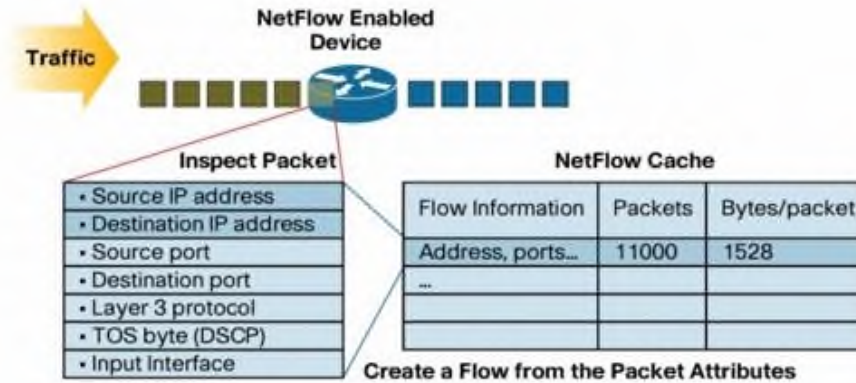 NetFlow Enabled
Device
Traffic
Inspect Packet
• Source IP address
• Destination IP address
• Source port
• Destination port
• Layer 3 protocol
• TOS byte (DSCP)
• Input Interface
NetFlow Cache
Flow Information Packets Bytes/packet
Address, ports... 11000 1528
...
Create a Flow from the Packet Attributes